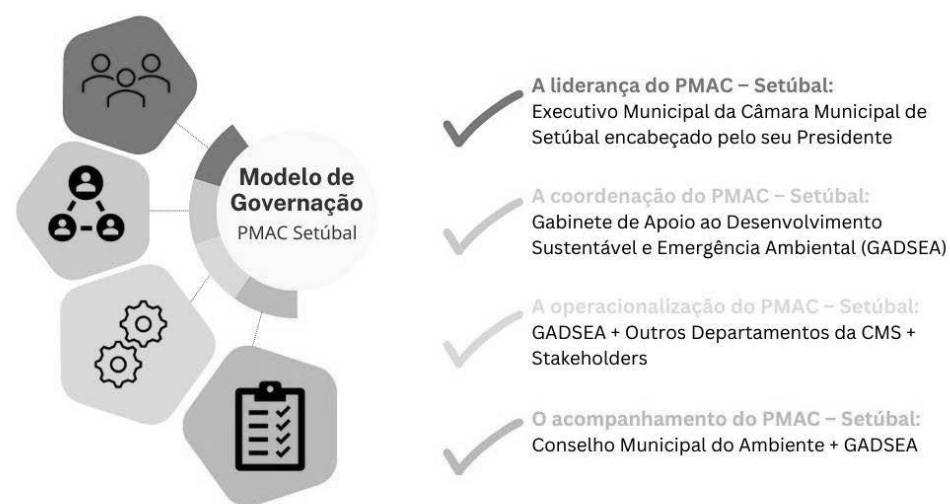 Modelo de
Governação
PMAC Setúbal
A liderança do PMAC – Setúbal:
Executivo Municipal da Câmara Municipal de
Setúbal encabeçado pelo seu Presidente
A coordenação do PMAC – Setúbal:
Gabinete de Apoio ao Desenvolvimento
Sustentável e Emergência Ambiental (GADSEA)
A operacionalização do PMAC – Setúbal:
GADSEA + Outros Departamentos da CMS +
Stakeholders
O acompanhamento do PMAC – Setúbal:
Conselho Municipal do Ambiente + GADSEA